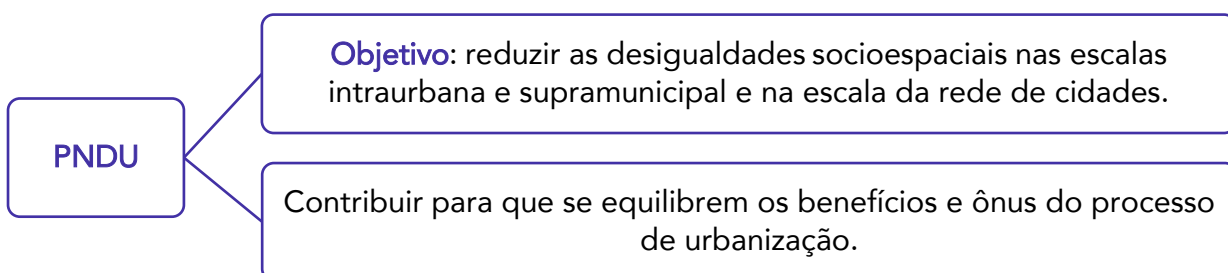 Objetivo: reduzir as desigualdades socioespaciais nas escalas
intraurbana e supramunicipal e na escala da rede de cidades.
PNDU
Contribuir para que se equilibrem os benefícios e ônus do processo
de urbanização.